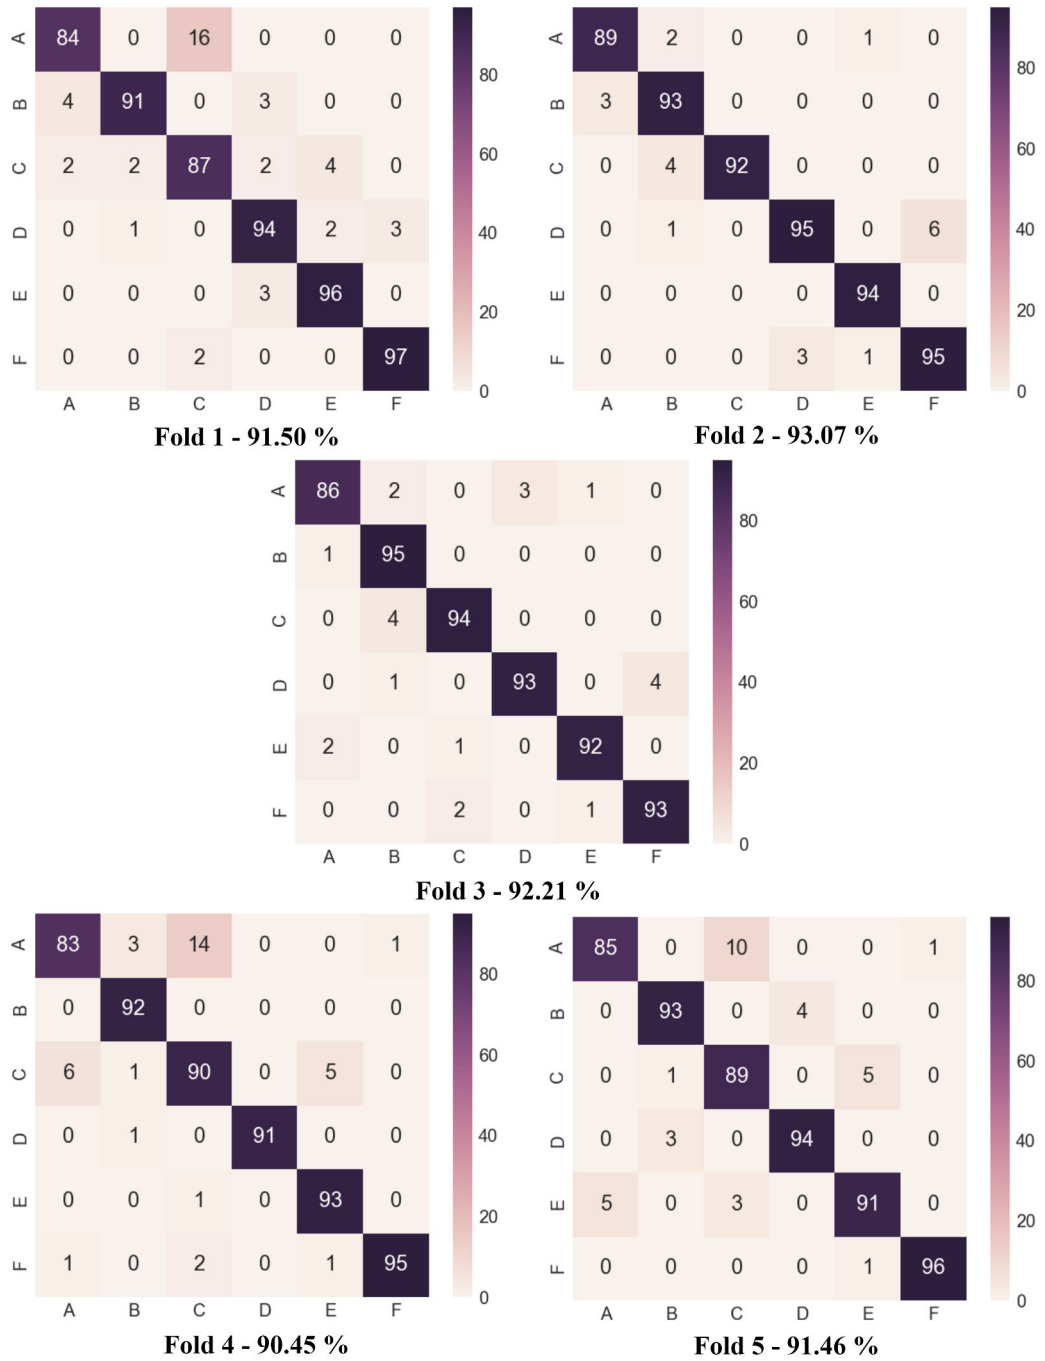 A 84 0 16 0 0 0
B 4 91 0 3 0 0
C 2 2 87 2 4 0
D 0 1 0 94 2 3
E 0 0 0 3 96 0
F 0 0 2 0 0 97
A B C D E F
80
60
40
20
0
Fold 1 - 91.50 %
A 89 2 0 0 1 0
B 3 93 0 0 0 0
C 0 4 92 0 0 0
D 0 1 0 95 0 6
E 0 0 0 0 94 0
F 0 0 0 3 1 95
A B C D E F
80
60
40
20
0
Fold 2 - 93.07 %
A 86 2 0 3 1 0
B 1 95 0 0 0 0
C 0 4 94 0 0 0
D 0 1 0 93 0 4
E 2 0 1 0 92 0
F 0 0 2 0 1 93
A B C D E F
80
60
40
20
0
Fold 3 - 92.21 %
A 83 3 14 0 0 1
B 0 92 0 0 0 0
C 6 1 90 0 5 0
D 0 1 0 91 0 0
E 0 0 1 0 93 0
F 1 0 2 0 1 95
A B C D E F
80
60
40
20
0
Fold 4 - 90.45 %
A 85 0 10 0 0 1
B 0 93 0 4 0 0
C 0 1 89 0 5 0
D 0 3 0 94 0 0
E 5 0 3 0 91 0
F 0 0 0 0 1 96
A B C D E F
80
60
40
20
0
Fold 5 - 91.46 %